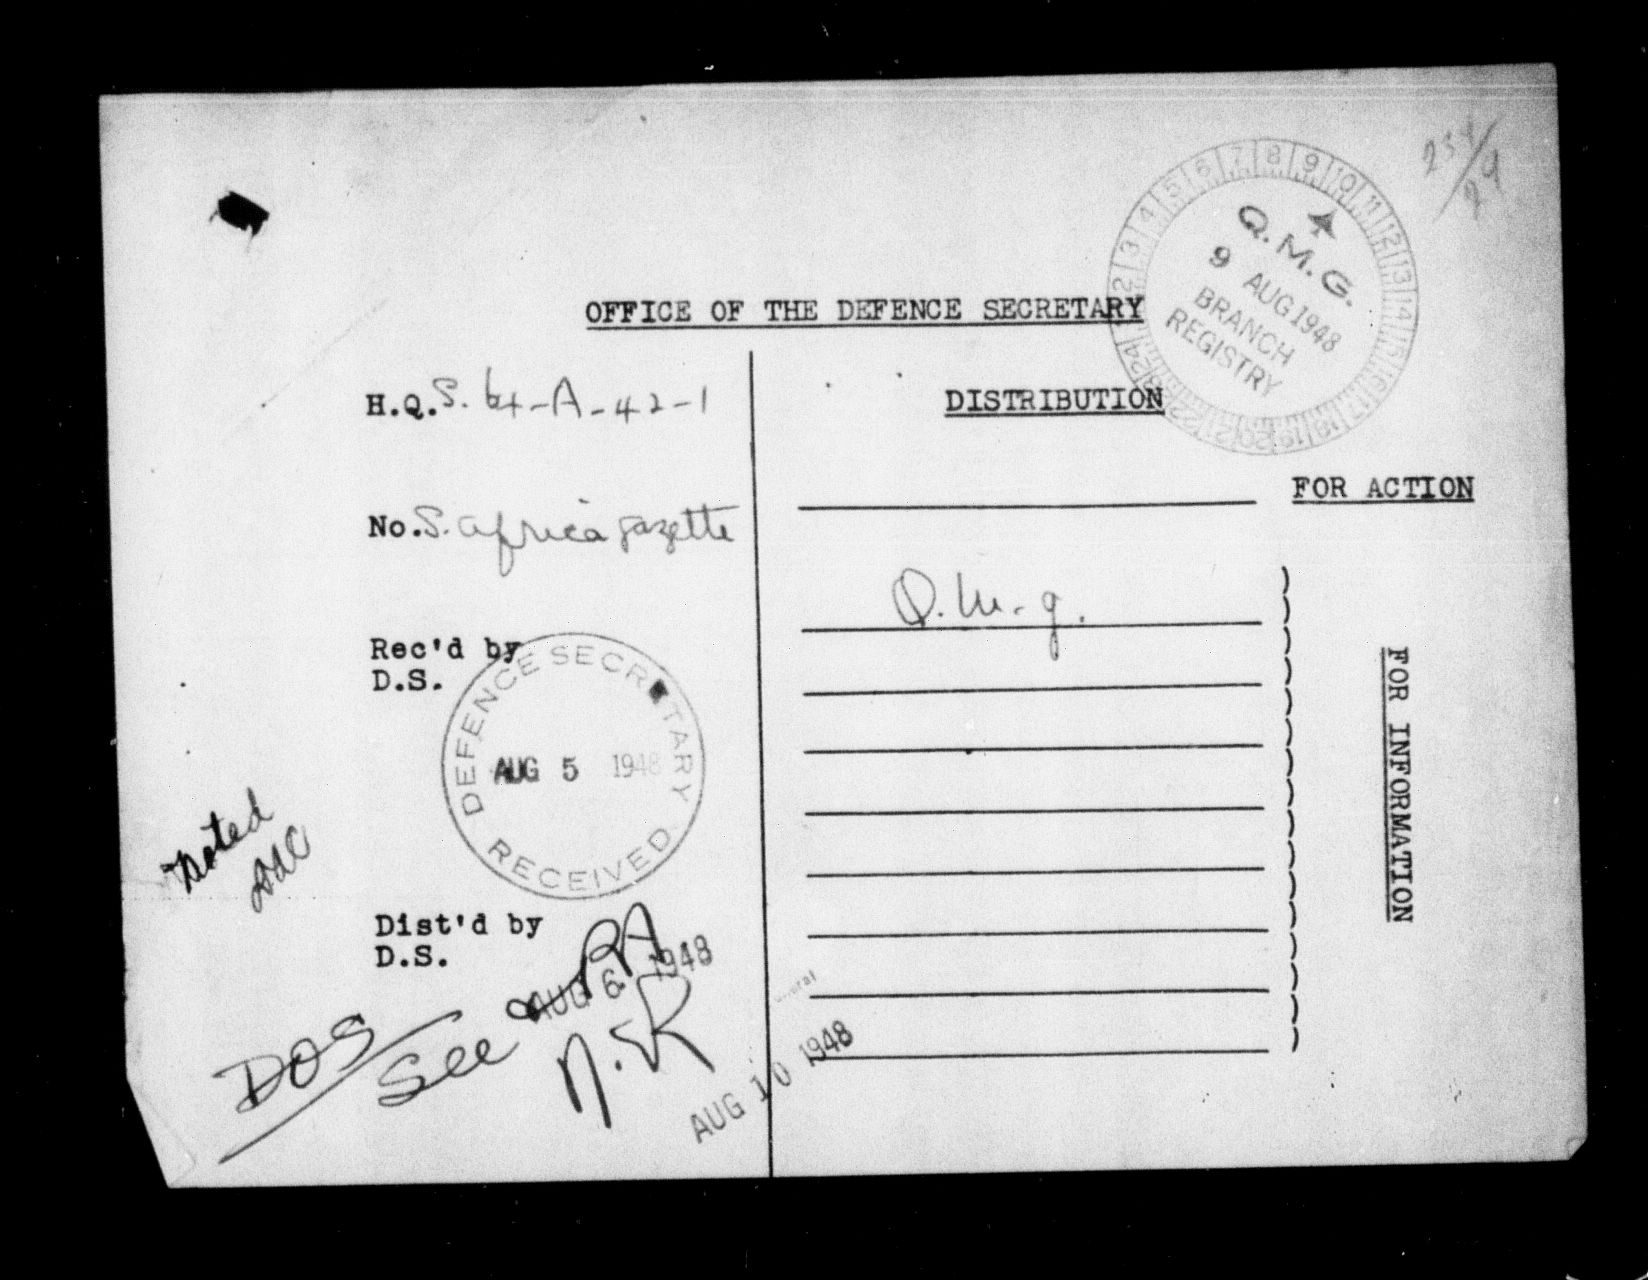 Q.M.G.
9 AUG 1948
BRANCH
REGISTRY
OFFICE OF THE DEFENCE SECRETARY
H.Q. S. 64-A-42-1
DISTRIBUTION
FOR ACTION
No. S. Africa Gazette
Q.M.G.
Rec'd by
D.S.
DEFENCE SECRETARY
AUG 5 1948
RECEIVED
FOR INFORMATION
Noted
Dist'd by
D.S.
AUG 6 1948
DOS
See
AUG 10 1948